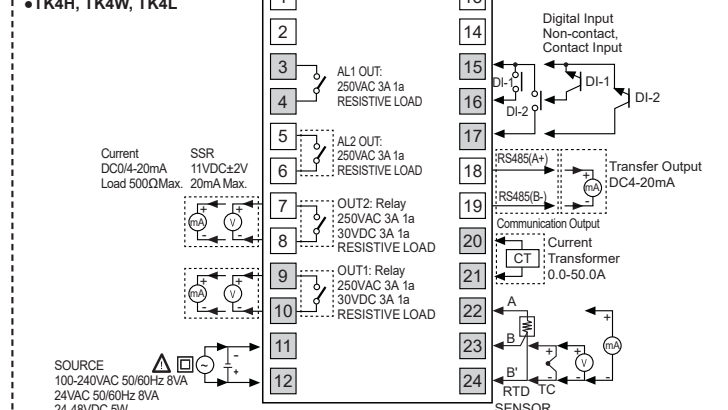 ●TK4H, TK4W, TK4L
2
3
4
5
6
7
8
9
10
11
12
14
15
16
17
18
19
20
21
22
23
24
AL1 OUT:
250VAC 3A 1a
RESISTIVE LOAD
AL2 OUT:
250VAC 3A 1a
RESISTIVE LOAD
Current
DC0/4-20mA
Load 500ΩMax.
SSR
11VDC±2V
20mA Max.
mA
V
+
-
+
-
OUT2: Relay
250VAC 3A 1a
30VDC 3A 1a
RESISTIVE LOAD
mA
V
+
-
+
-
OUT1: Relay
250VAC 3A 1a
30VDC 3A 1a
RESISTIVE LOAD
SOURCE
100-240VAC 50/60Hz 8VA
24VAC 50/60Hz 8VA
24-48VDC 5W
-
+
Digital Input
Non-contact,
Contact Input
DI-1
DI-2
DI-1
DI-2
RS485(A+)
RS485(B-)
Communication Output
+
mA
-
Transfer Output
DC4-20mA
CT
Current
Transformer
0.0-50.0A
A
B
B'
RTD
TC
SENSOR
+
-
+
V
-
+
mA
-